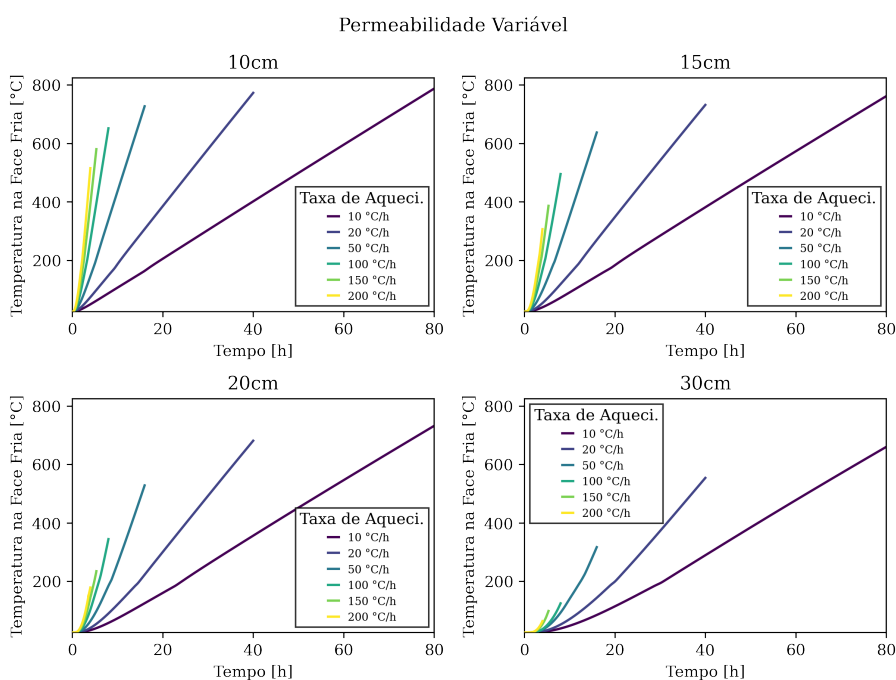 Permeabilidade Variável
10cm
Temperatura na Face Fria [°C]
800
600
400
200
0
20
40
60
80
Tempo [h]
Taxa de Aqueci.
10 °C/h
20 °C/h
50 °C/h
100 °C/h
150 °C/h
200 °C/h
15cm
Temperatura na Face Fria [°C]
800
600
400
200
0
20
40
60
80
Tempo [h]
Taxa de Aqueci.
10 °C/h
20 °C/h
50 °C/h
100 °C/h
150 °C/h
200 °C/h
20cm
Temperatura na Face Fria [°C]
800
600
400
200
0
20
40
60
80
Tempo [h]
Taxa de Aqueci.
10 °C/h
20 °C/h
50 °C/h
100 °C/h
150 °C/h
200 °C/h
30cm
Temperatura na Face Fria [°C]
800
600
400
200
0
20
40
60
80
Tempo [h]
Taxa de Aqueci.
10 °C/h
20 °C/h
50 °C/h
100 °C/h
150 °C/h
200 °C/h